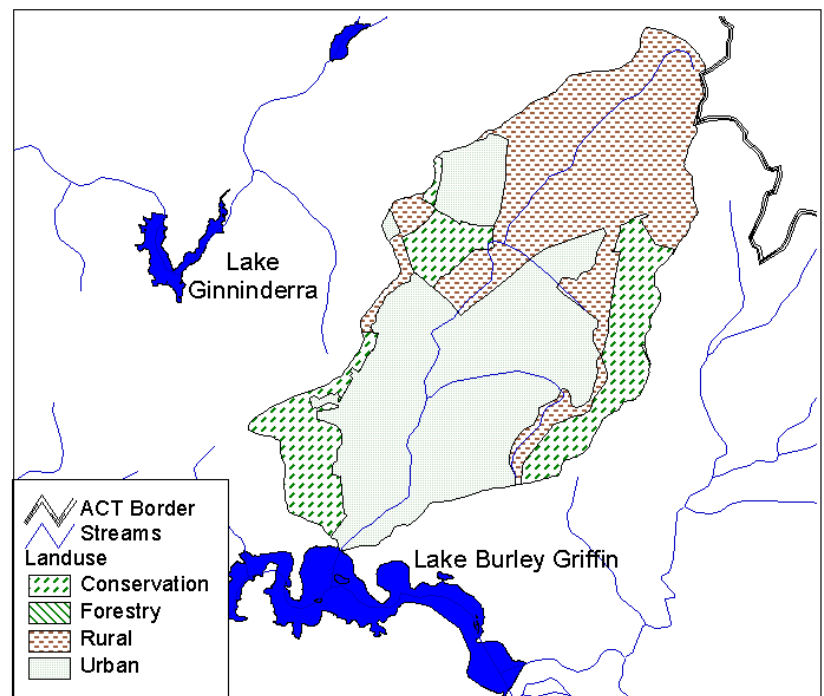 Lake
Ginninderra
Lake Burley Griffin
ACT Border
Streams
Landuse
Conservation
Forestry
Rural
Urban